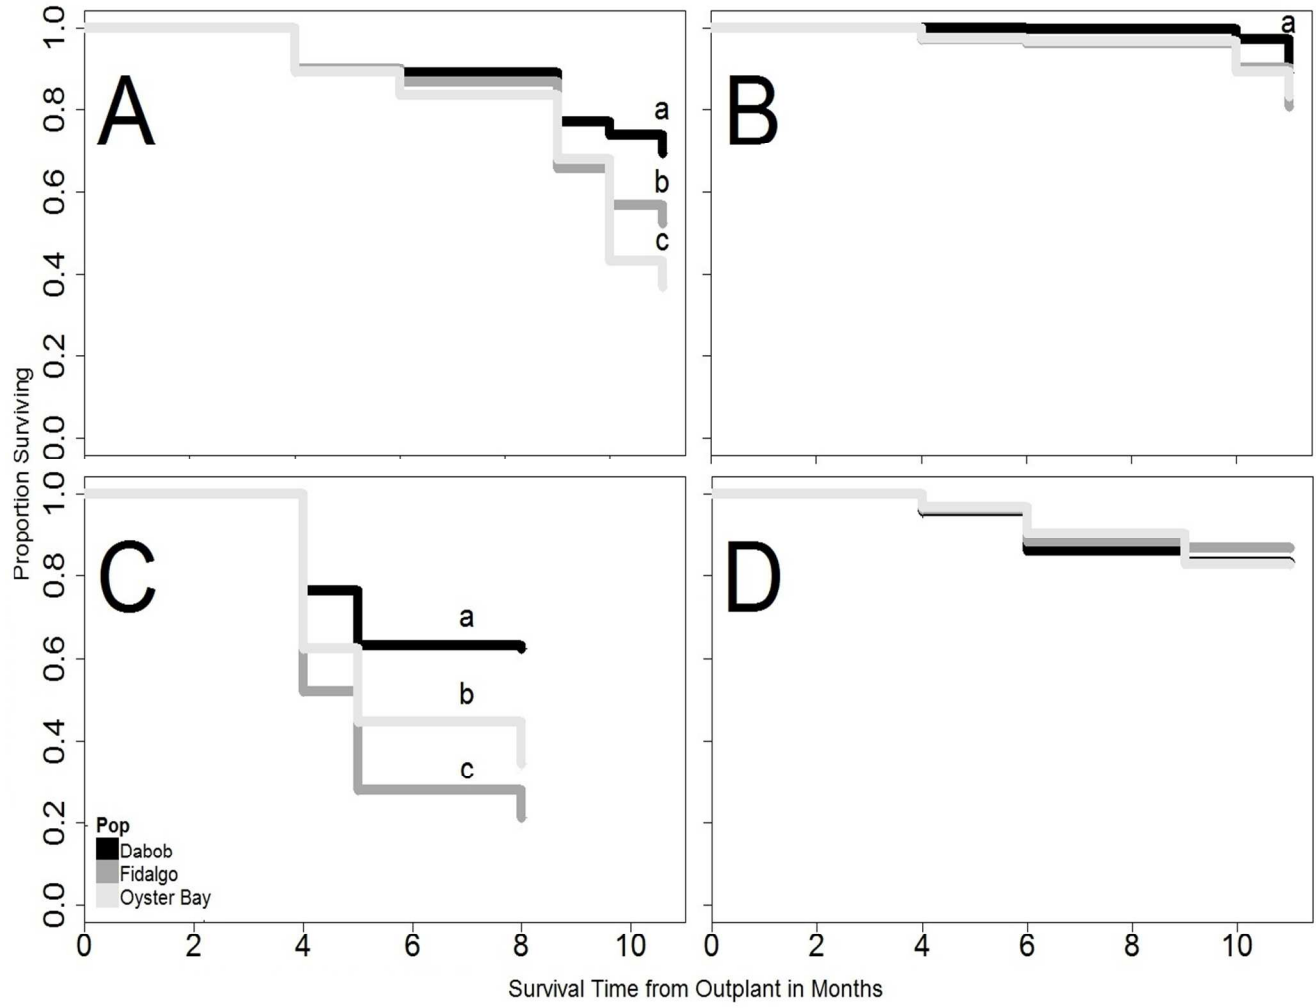 Proportion Surviving
1.0
0.8
0.6
0.4
0.2
0.0
A
a
b
c
B
a
1.0
0.8
0.6
0.4
0.2
0.0
C
a
b
c
Pop
Dabob
Fidalgo
Oyster Bay
D
0 2 4 6 8 10
0 2 4 6 8 10
Survival Time from Outplant in Months